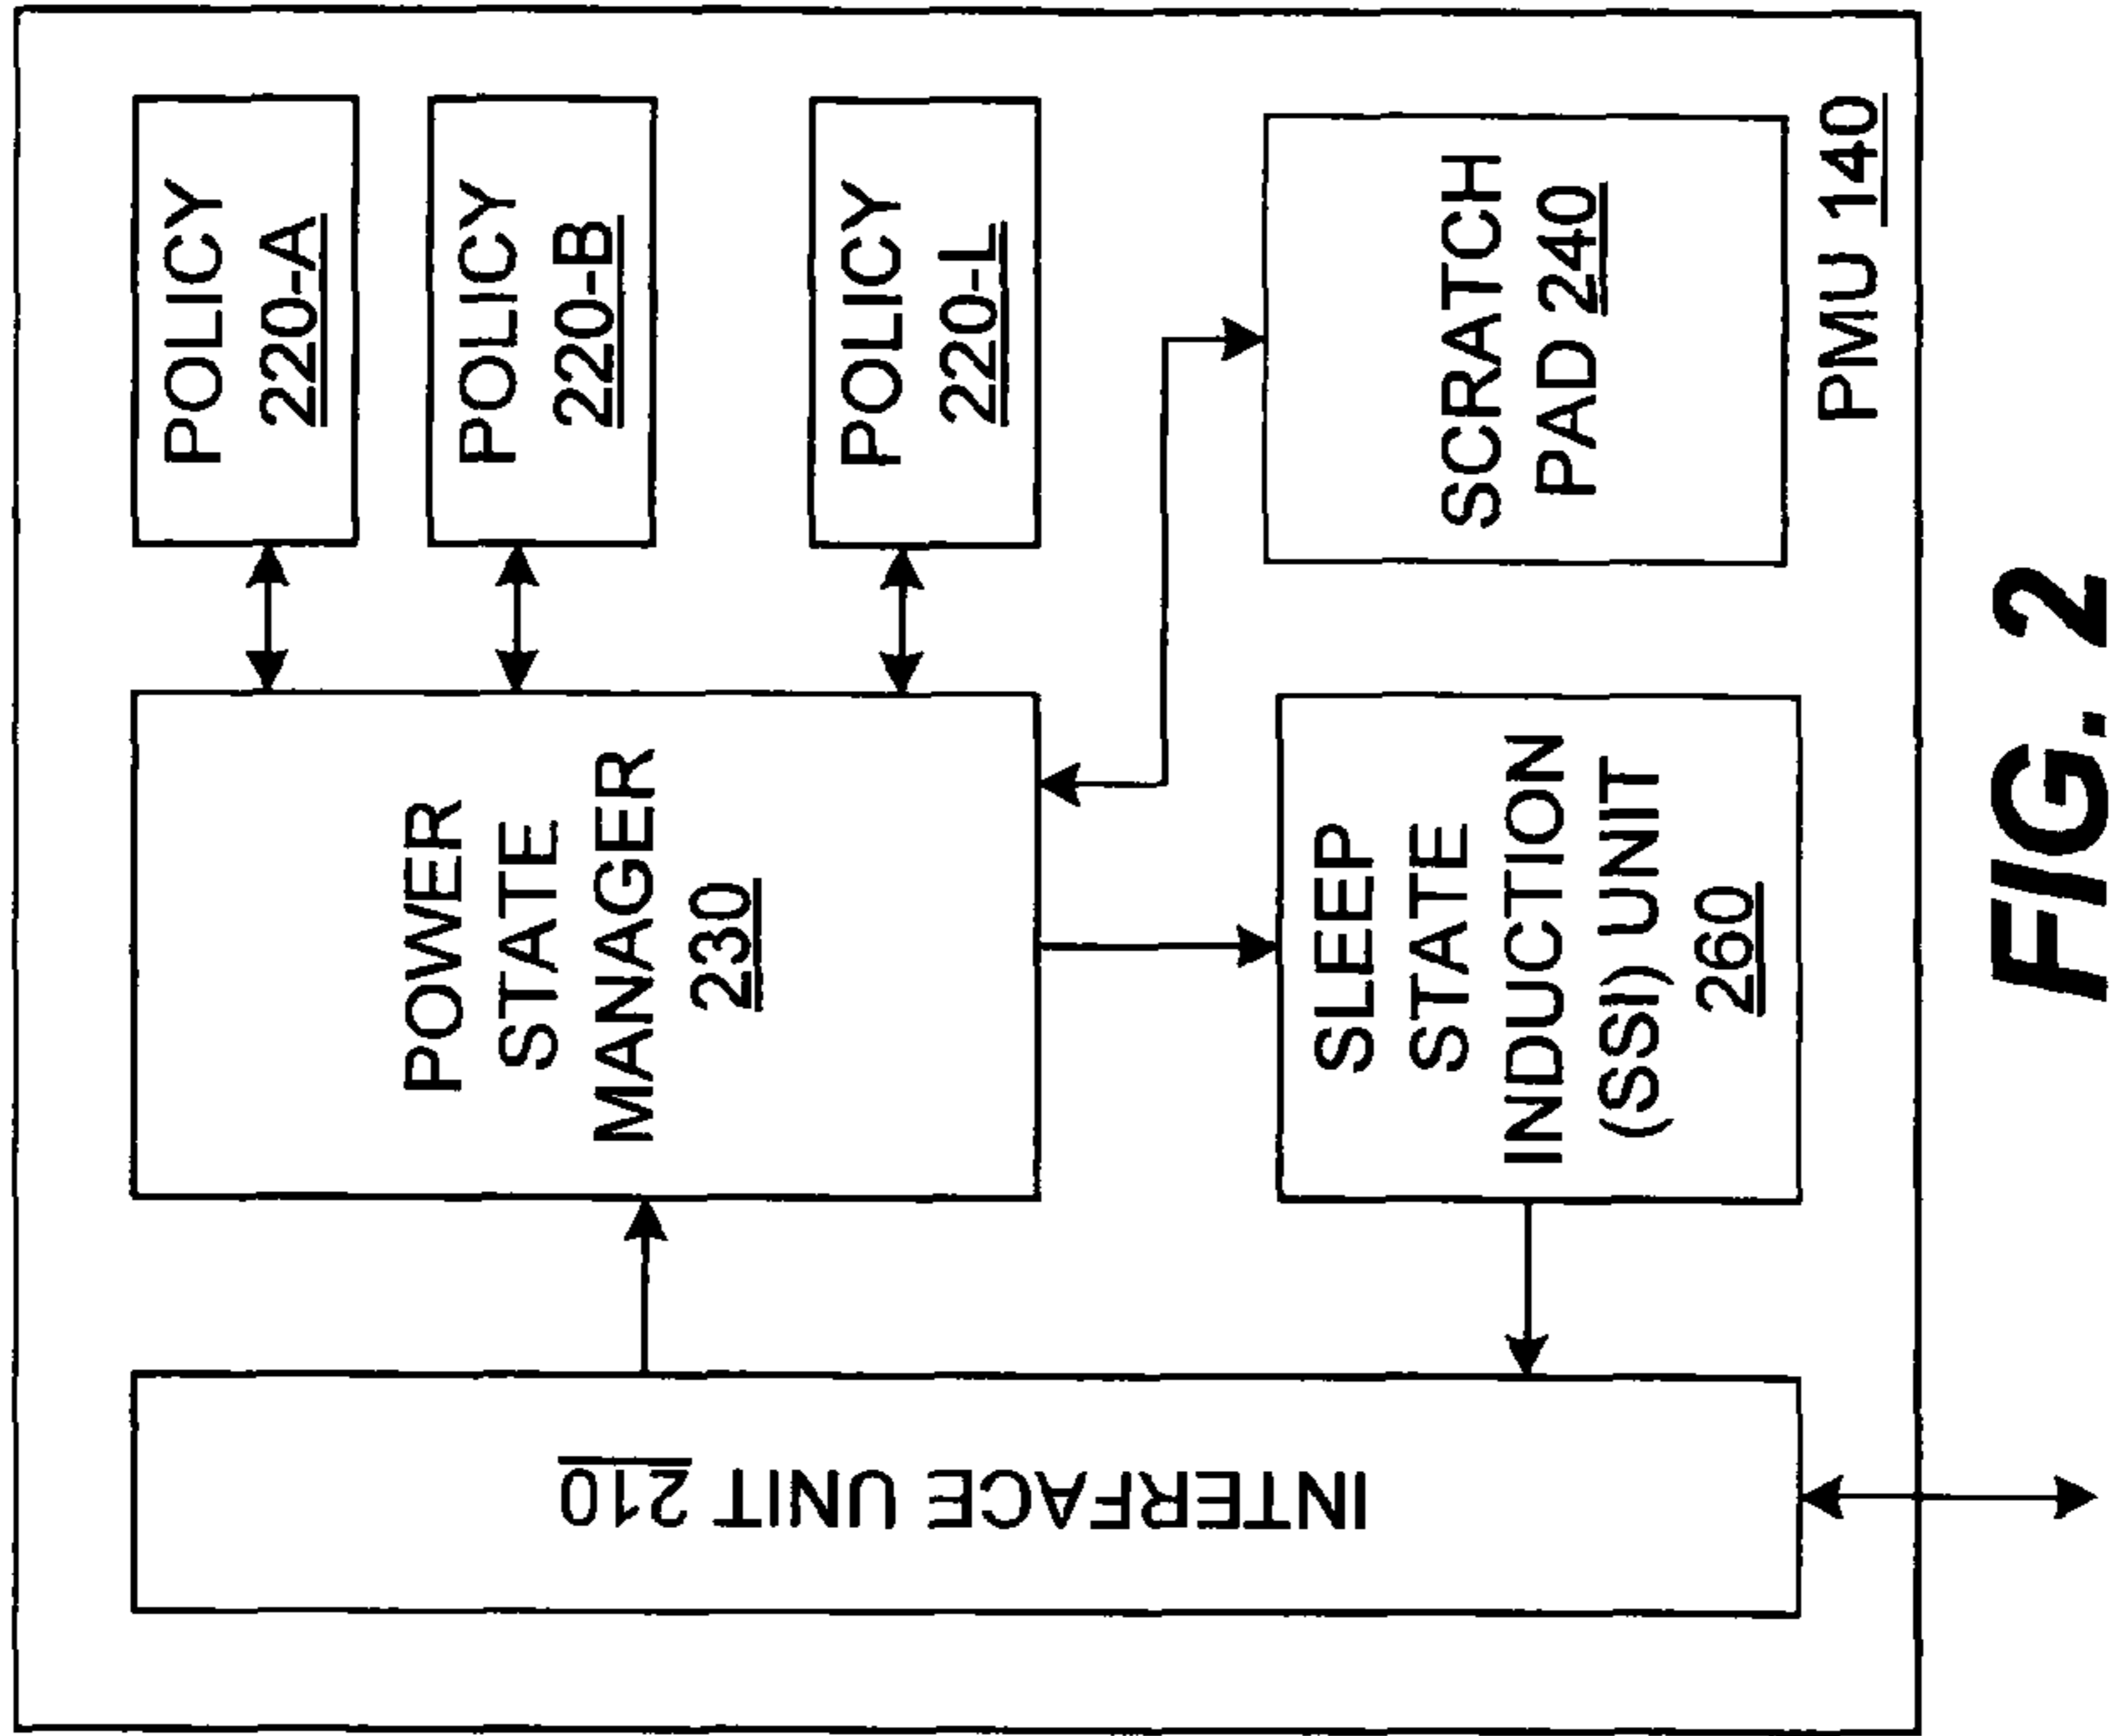 INTERFACE UNIT 210
POWER
STATE
MANAGER
230
POLICY
220-A
POLICY
220-B
POLICY
220-L
SLEEP
STATE
INDUCTION
(SSI) UNIT
260
SCRATCH
PAD 240
PMU 140
FIG. 2